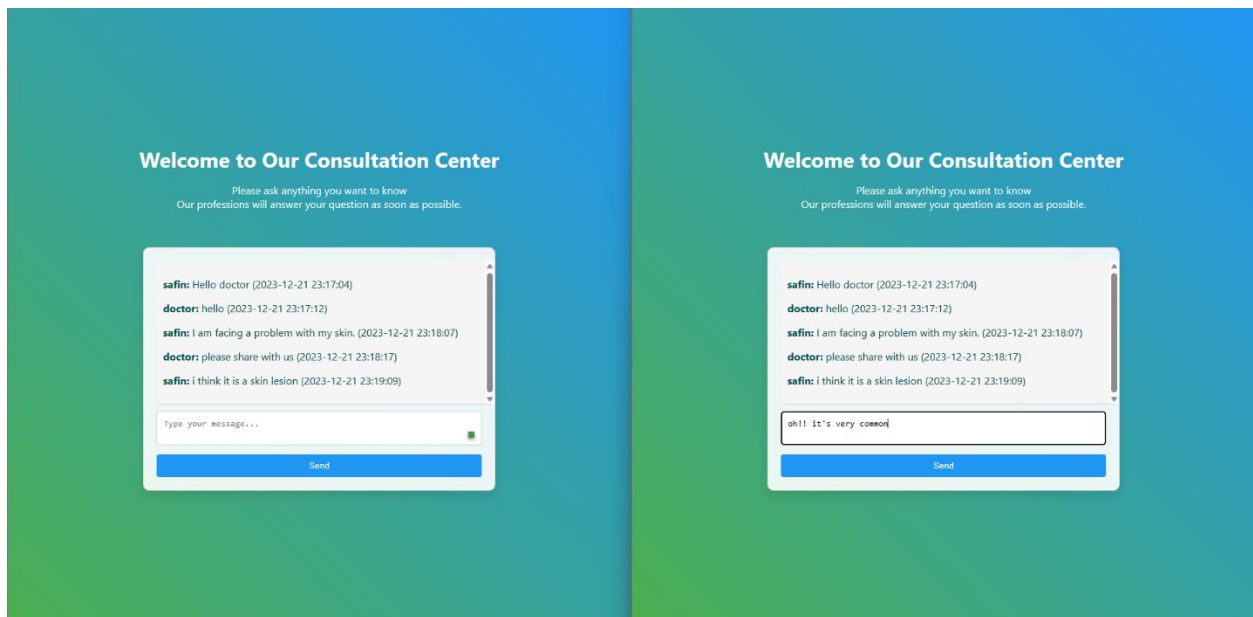 Welcome to Our Consultation Center
Please ask anything you want to know
Our professions will answer your question as soon as possible.
safin: Hello doctor (2023-12-21 23:17:04)
doctor: hello (2023-12-21 23:17:12)
safin: I am facing a problem with my skin. (2023-12-21 23:18:07)
doctor: please share with us (2023-12-21 23:18:17)
safin: i think it is a skin lesion (2023-12-21 23:19:09)
Type your message...
Send
Welcome to Our Consultation Center
Please ask anything you want to know
Our professions will answer your question as soon as possible.
safin: Hello doctor (2023-12-21 23:17:04)
doctor: hello (2023-12-21 23:17:12)
safin: I am facing a problem with my skin. (2023-12-21 23:18:07)
doctor: please share with us (2023-12-21 23:18:17)
safin: i think it is a skin lesion (2023-12-21 23:19:09)
oh!! it's very common
Send